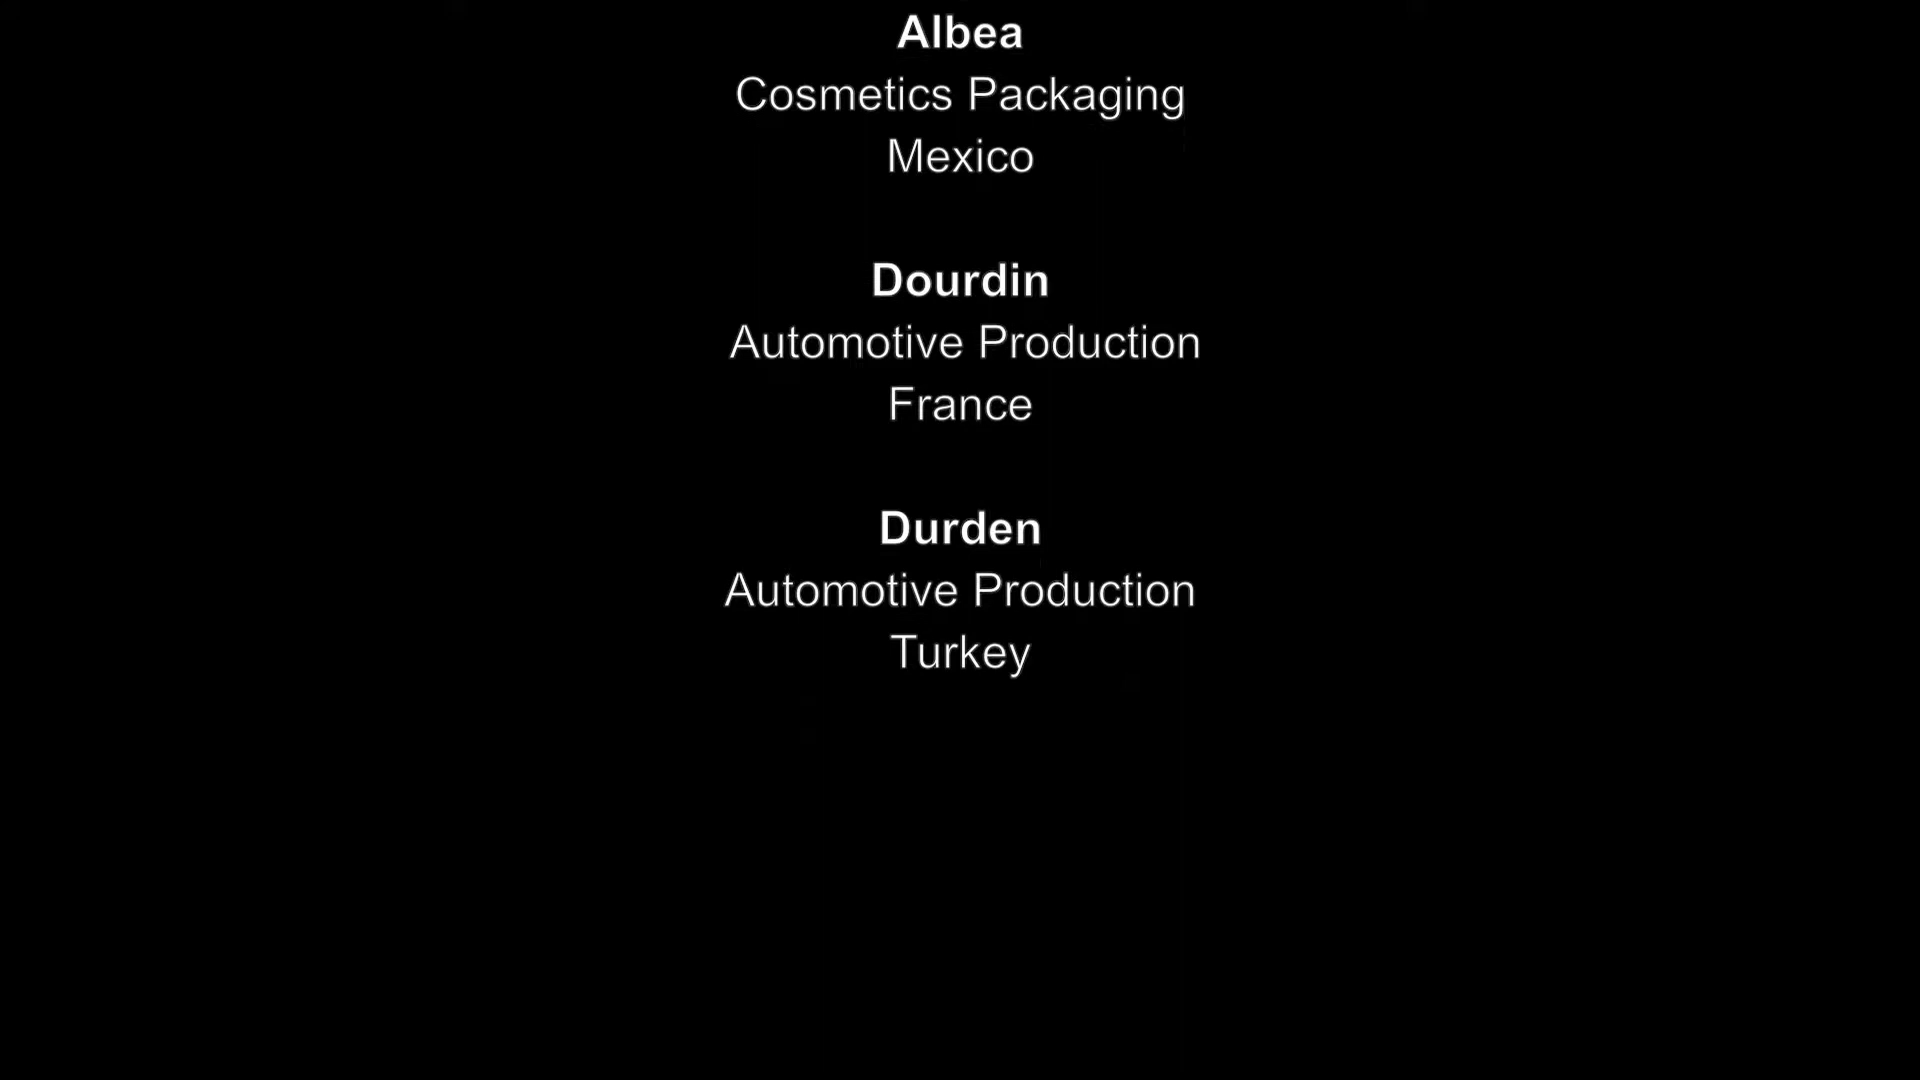 Albea
Cosmetics Packaging
Mexico
Dourdin
Automotive Production
France
Durden
Automotive Production
Turkey